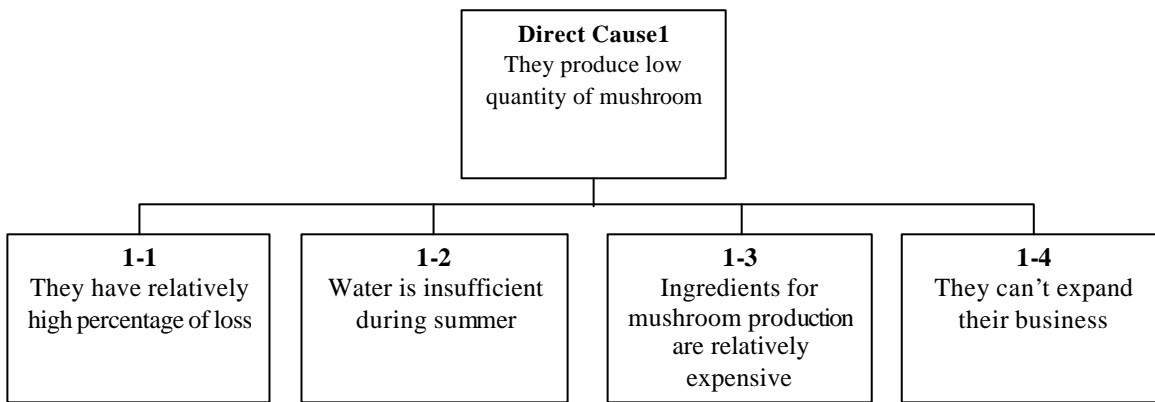 Direct Cause1
They produce low
quantity of mushroom
1-1
They have relatively
high percentage of loss
1-2
Water is insufficient
during summer
1-3
Ingredients for
mushroom production
are relatively
expensive
1-4
They can't expand
their business